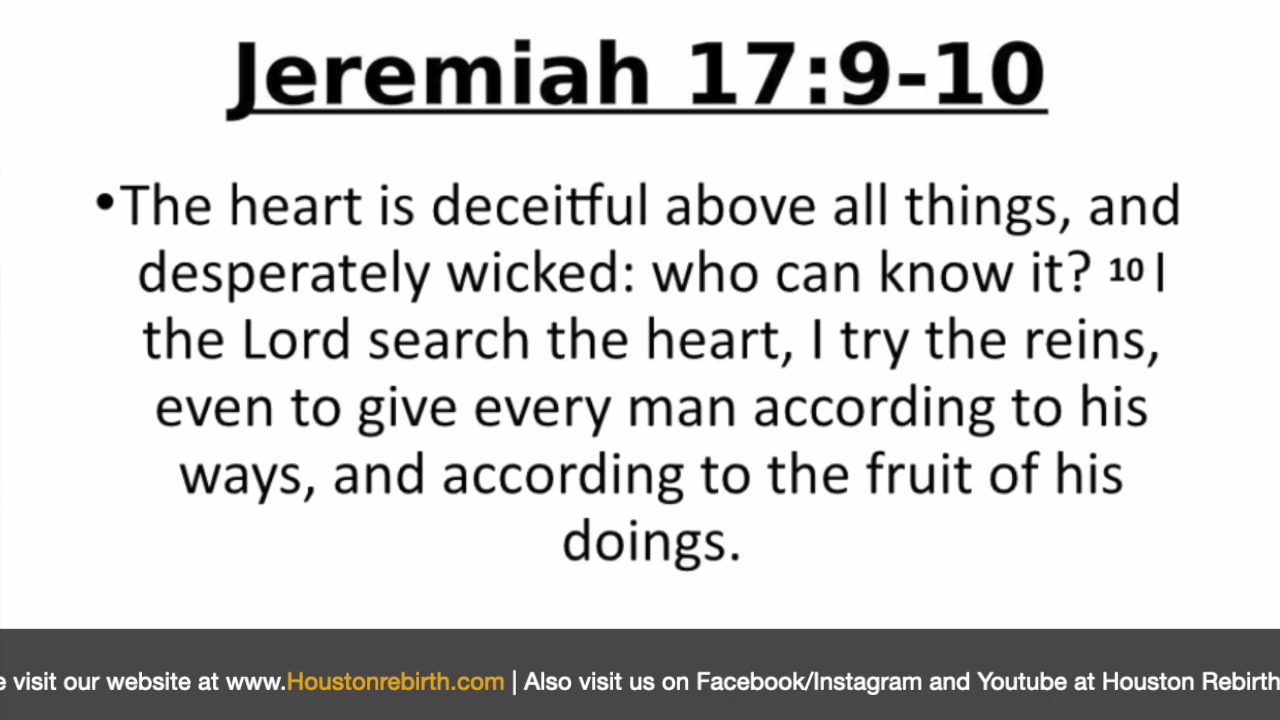 Jeremiah 17:9-10
•The heart is deceitful above all things, and
desperately wicked: who can know it? 10 I
the Lord search the heart, I try the reins,
even to give every man according to his
ways, and according to the fruit of his
doings.
e visit our website at www.Houstonrebirth.com | Also visit us on Facebook/Instagram and Youtube at Houston Rebirth